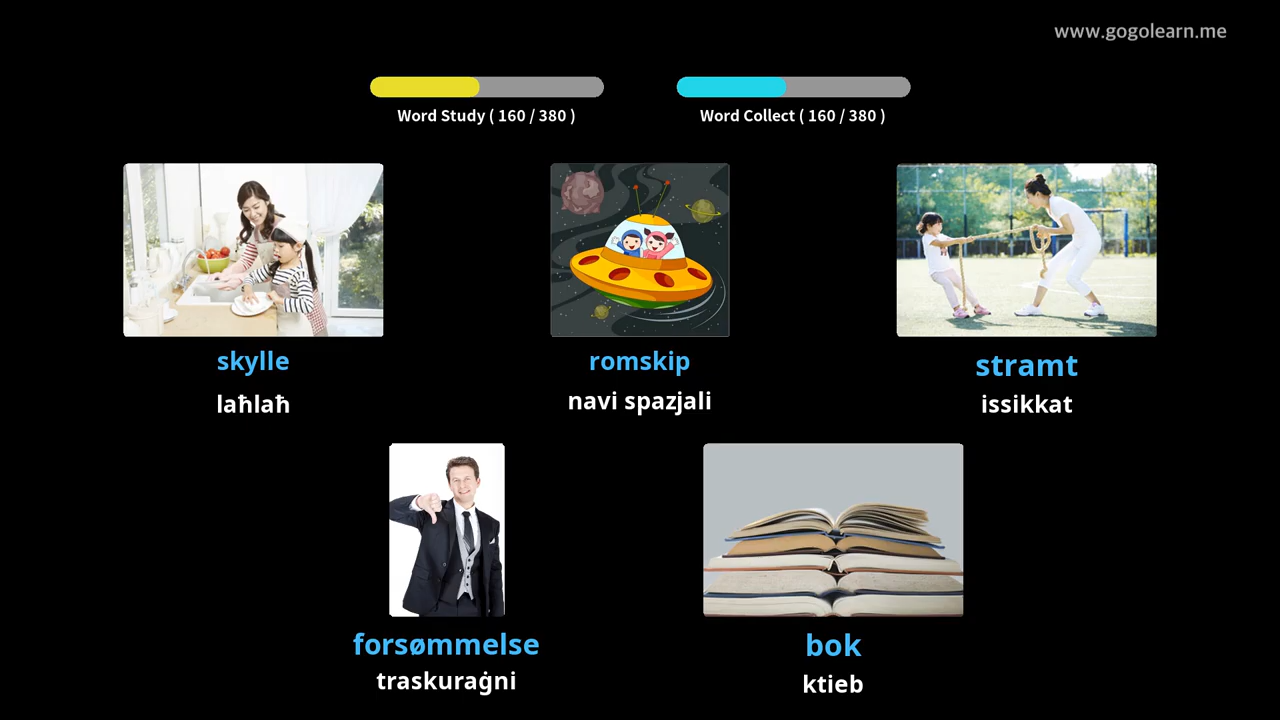 www.gogolearn.me
Word Study ( 160 / 380 )
Word Collect ( 160 / 380 )
skylle
laħlaħ
romskip
navi spazjali
stramt
issikkat
forsømmelse
traskuraġni
bok
ktieb